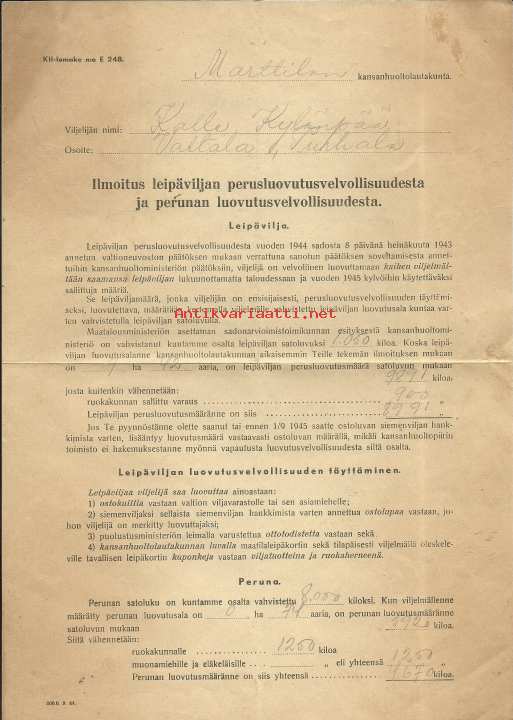 KH-lomake n:o E 248.
Marttilan kansanhuoltolautakunta.
Viljelijän nimi: Kalle Kylänpää
Osoite:
Ilmoitus leipäviljan perusluovutusvelvollisuudesta
ja perunan luovutusvelvollisuudesta.
Leipävilja.
Leipäviljan perusluovutusvelvollisuudesta vuoden 1944 sadosta 8 päivänä heinäkuuta 1943
annetun valtioneuvoston päätöksen mukaan verrattuna sanotun päätöksen soveltamisesta annet-
tuihin kansanhuoltoministeriön päätöksiin, viljelijä on velvollinen luovuttamaan kaiken viljelmäl-
tään saamansa leipäviljan lukuunottamatta taloudessaan ja vuoden 1945 kylvöihin käytettäväksi
sallittuja määriä.
Se leipäviljamäärä, jonka viljelijän on ensisijaisesti, perusluovutusvelvollisuuden täyttämi-
seksi, luovutettava, määrätään kertomalla viljelmälle vahvistettu leipäviljan luovutusala kuntaa var-
ten vahvistetulla leipäviljan satoluvulla.
Antikvariaatti.net
Maatalousministeriön asettaman sadonarvioimistoimikunnan esityksestä kansanhuoltomi-
nisteriö on vahvistanut kuntamme osalta leipäviljan satoluvuksi 1.050 kiloa. Koska leipä-
viljan luovutusalanne kansanhuoltolautakunnan aikaisemmin Teille tekemän ilmoituksen mukaan
on ha aaria, on leipäviljan perusluovutusmäärä satoluvun mukaan
kiloa,
josta kuitenkin vähennetään:
ruokakunnan sallittu varaus 900
Leipäviljan perusluovutusmääränne on siis "
Jos Te pyynnöstänne olette saanut tai ennen 1/9 1945 saatte ostoluvan siemenviljan hank-
kimista varten, lisääntyy luovutusmäärä vastaavasti ostoluvan määrällä, mikäli kansanhuoltopiirin
toimisto ei hakemuksestanne myönnä vapautusta luovutusvelvollisuudesta siltä osalta.
Leipäviljan luovutusvelvollisuuden täyttäminen.
Leipäviljaa viljelijä saa luovuttaa ainoastaan:
1) ostokuittia vastaan valtion viljavarastolle tai sen asiamiehelle;
2) siemenviljaksi sellaista siemenviljan hankkimista varten annettua ostolupaa vastaan, jo-
hon viljelijä on merkitty luovuttajaksi;
3) puolustusministeriön leimalla varustettua ottotodistetta vastaan sekä
4) kansanhuoltolautakunnan luvalla maatilaleipäkortin sekä tilapäisesti viljelmällä oleskele-
ville tavallisen leipäkortin kuponkeja vastaan viljatuotteina ja ruokaherneenä.
Peruna.
Perunan satoluku on kuntamme osalta vahvistettu 8.000 kiloksi. Kun viljelmällenne
määrätty perunan luovutusala on 0 ha aaria, on perunan luovutusmääränne
satoluvun mukaan kiloa.
Siitä vähennetään:
ruokakunnalle 1250 kiloa
muonamiehille ja eläkeläisille " eli yhteensä 1250 "
Perunan luovutusmääränne on siis yhteensä kiloa.